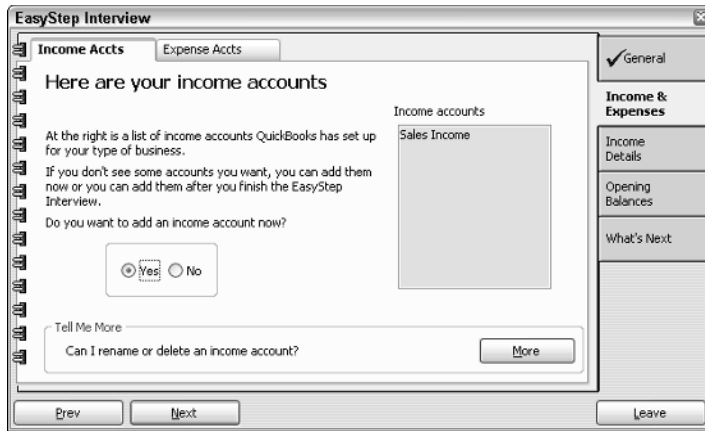 EasyStep Interview
Income Accts
Expense Accts
Here are your income accounts
At the right is a list of income accounts QuickBooks has set up
for your type of business.
If you don't see some accounts you want, you can add them
now or you can add them after you finish the EasyStep
Interview.
Do you want to add an income account now?
Yes
No
Income accounts
Sales Income
Tell Me More
Can I rename or delete an income account?
More
General
Income &
Expenses
Income
Details
Opening
Balances
What's Next
Prev
Next
Leave